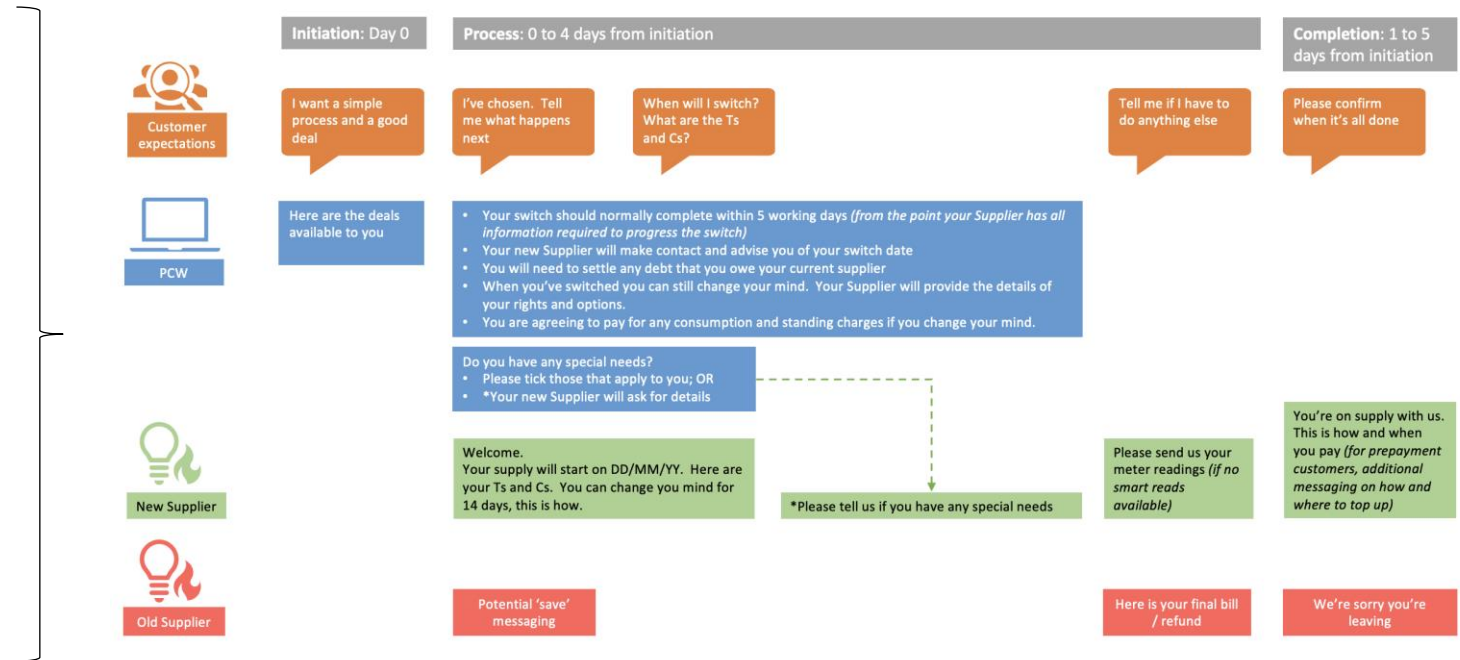 Initiation: Day 0
Process: 0 to 4 days from initiation
Completion: 1 to 5
days from initiation
Customer
expectations
I want a simple
process and a good
deal
I've chosen. Tell
me what happens
next
When will I switch?
What are the Ts
and Cs?
Tell me if I have to
do anything else
Please confirm
when it's all done
PCW
Here are the deals
available to you
• Your switch should normally complete within 5 working days (from the point your Supplier has all
information required to progress the switch)
• Your new Supplier will make contact and advise you of your switch date
• You will need to settle any debt that you owe your current supplier
• When you've switched you can still change your mind. Your Supplier will provide the details of
your rights and options.
• You are agreeing to pay for any consumption and standing charges if you change your mind.
Do you have any special needs?
• Please tick those that apply to you; OR
• *Your new Supplier will ask for details
New Supplier
Welcome.
Your supply will start on DD/MM/YY. Here are
your Ts and Cs. You can change you mind for
14 days, this is how.
*Please tell us if you have any special needs
Please send us your
meter readings (if no
smart reads
available)
You're on supply with us.
This is how and when
you pay (for prepayment
customers, additional
messaging on how and
where to top up)
Old Supplier
Potential 'save'
messaging
Here is your final bill
/ refund
We're sorry you're
leaving